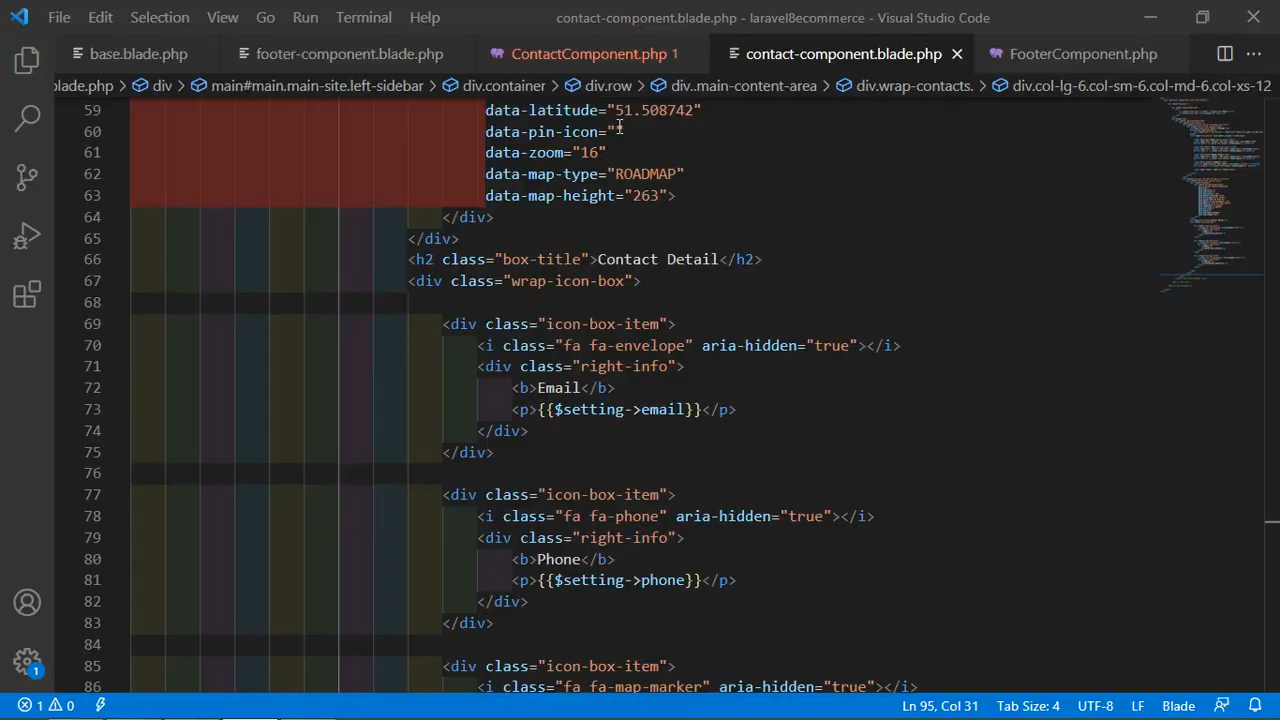 File Edit Selection View Go Run Terminal Help contact-component.blade.php - laravel8ecommerce - Visual Studio Code
base.blade.php footer-component.blade.php ContactComponent.php 1 contact-component.blade.php FooterComponent.php
blade.php > div > main#main-site.left-sidebar > div.container > div.row > div..main-content-area > div.wrap-contacts. > div.col-lg-6.col-sm-6.col-md-6.col-xs-12
59 data-latitude="51.508742"
60 data-pin-icon=""
61 data-zoom="16"
62 data-map-type="ROADMAP"
63 data-map-height="263">
64 </div>
65 </div>
66 <h2 class="box-title">Contact Detail</h2>
67 <div class="wrap-icon-box">
68
69 <div class="icon-box-item">
70 <i class="fa fa-envelope" aria-hidden="true"></i>
71 <div class="right-info">
72 <b>Email</b>
73 <p>{{$setting->email}}</p>
74 </div>
75 </div>
76
77 <div class="icon-box-item">
78 <i class="fa fa-phone" aria-hidden="true"></i>
79 <div class="right-info">
80 <b>Phone</b>
81 <p>{{$setting->phone}}</p>
82 </div>
83 </div>
84
85 <div class="icon-box-item">
86 <i class="fa fa-map-marker" aria-hidden="true"></i>
1
1 0 Ln 95, Col 31 Tab Size: 4 UTF-8 LF Blade